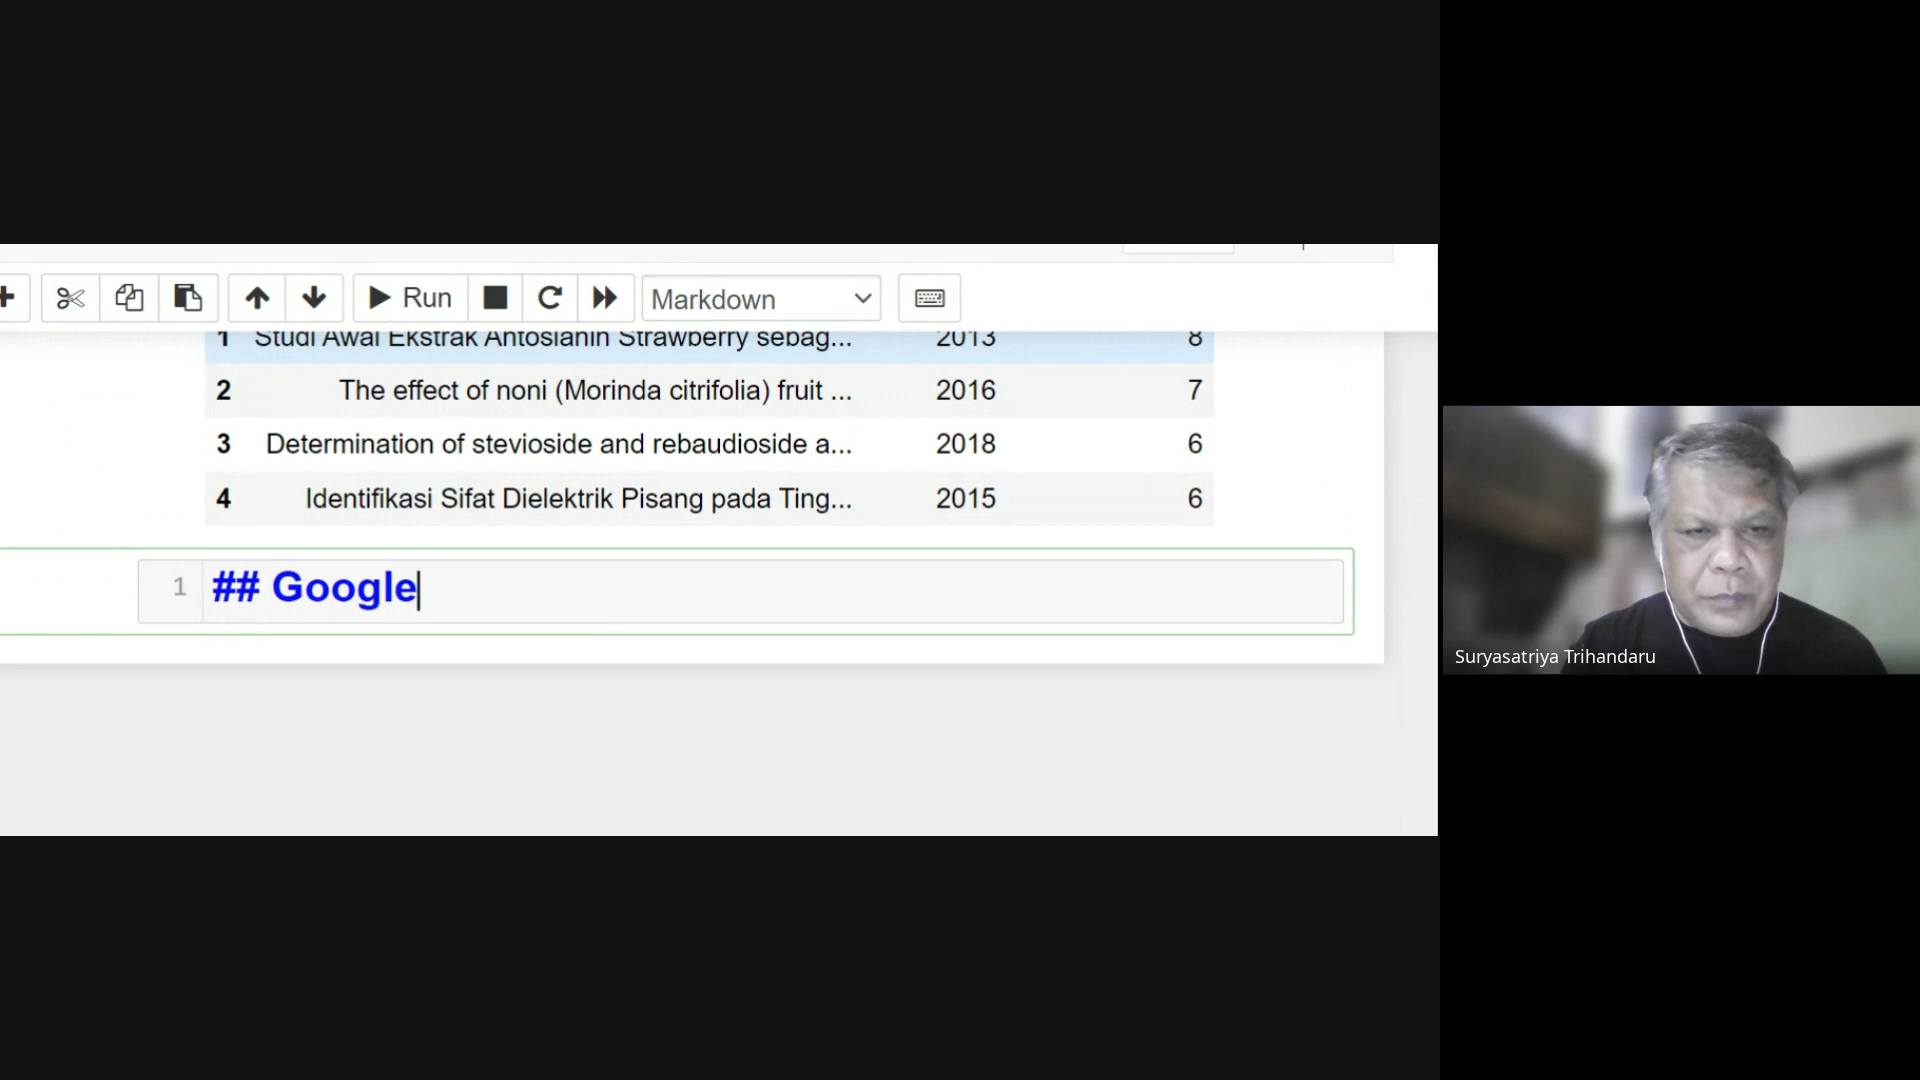 Run
Markdown
1 Studi Awal Ekstrak Antosianin Strawberry sebag... 2013 8
2 The effect of noni (Morinda citrifolia) fruit ... 2016 7
3 Determination of stevioside and rebaudioside a... 2018 6
4 Identifikasi Sifat Dielektrik Pisang pada Ting... 2015 6
1 ## Google
Suryasatriya Trihandaru